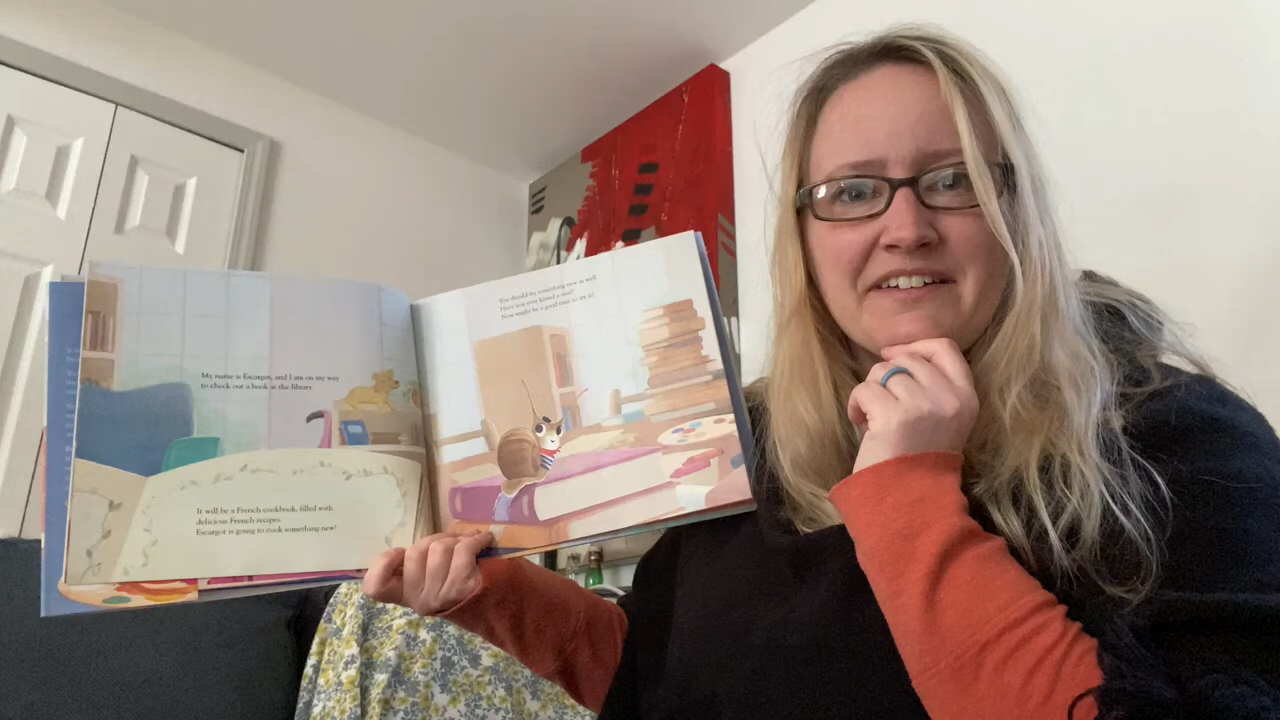 My name is Escargot, and I am on my way
to check out a book at the library.
It will be a French cookbook, filled with
delicious French recipes.
Escargot is going to cook something new!
You should try something new as well.
Have you ever kissed a snail?
Now might be a good time to try it!